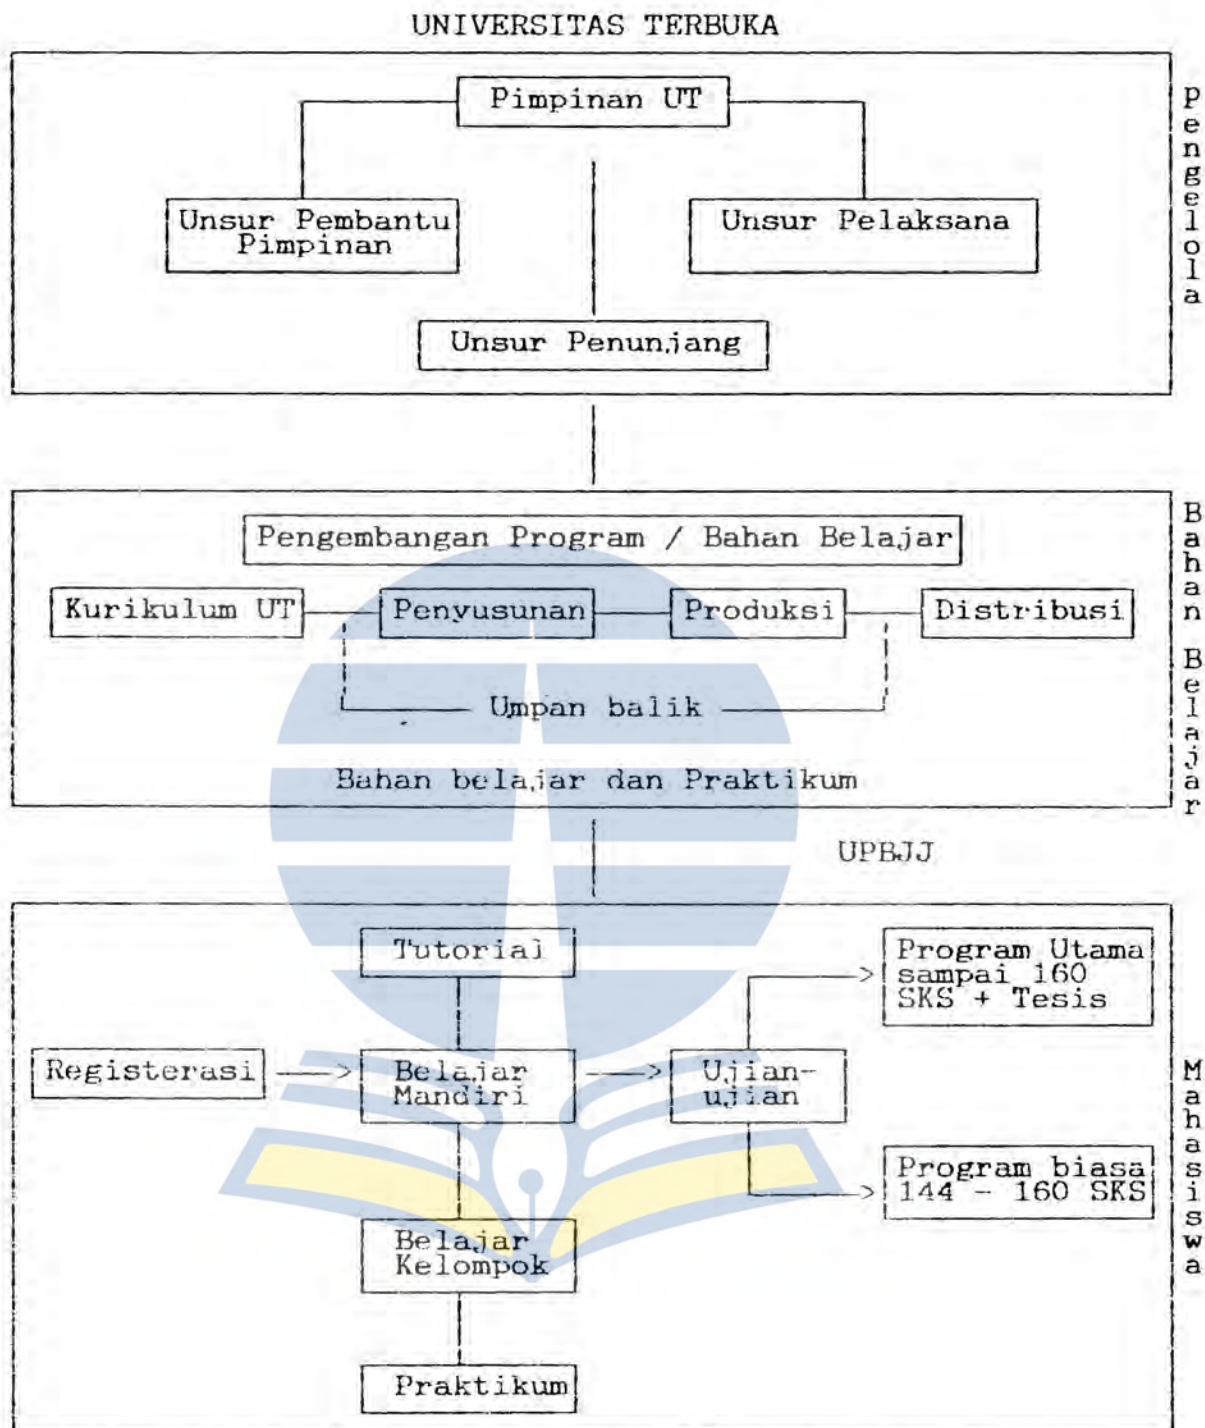 UNIVERSITAS TERBUKA
Pimpinan UT
Unsur Pembantu
Pimpinan
Unsur Pelaksana
Unsur Penunjang
Pengelola
Pengembangan Program / Bahan Belajar
Kurikulum UT
Penyusunan
Produksi
Distribusi
Umpan balik
Bahan belajar dan Praktikum
Bahan Belajar
UPBJJ
Tutorial
Program Utama
sampai 160
SKS + Tesis
Registerasi
Belajar
Mandiri
Ujian-
ujian
Program biasa
144 - 160 SKS
Belajar
Kelompok
Praktikum
Mahasiswa